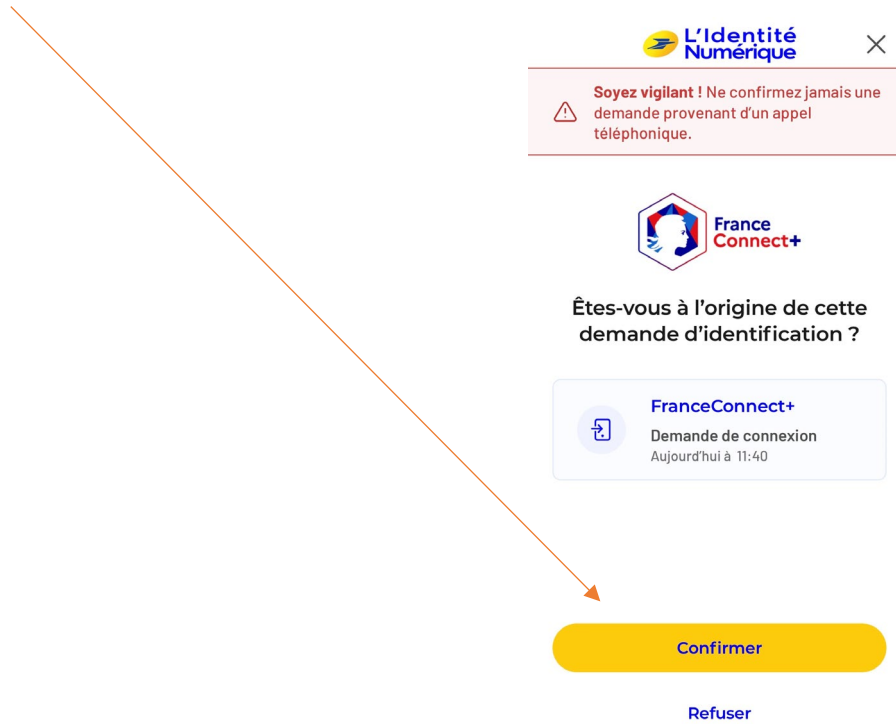 L'Identité
Numérique
Soyez vigilant ! Ne confirmez jamais une
demande provenant d'un appel
téléphonique.
France
Connect+
Êtes-vous à l'origine de cette
demande d'identification ?
FranceConnect+
Demande de connexion
Aujourd'hui à 11:40
Confirmer
Refuser